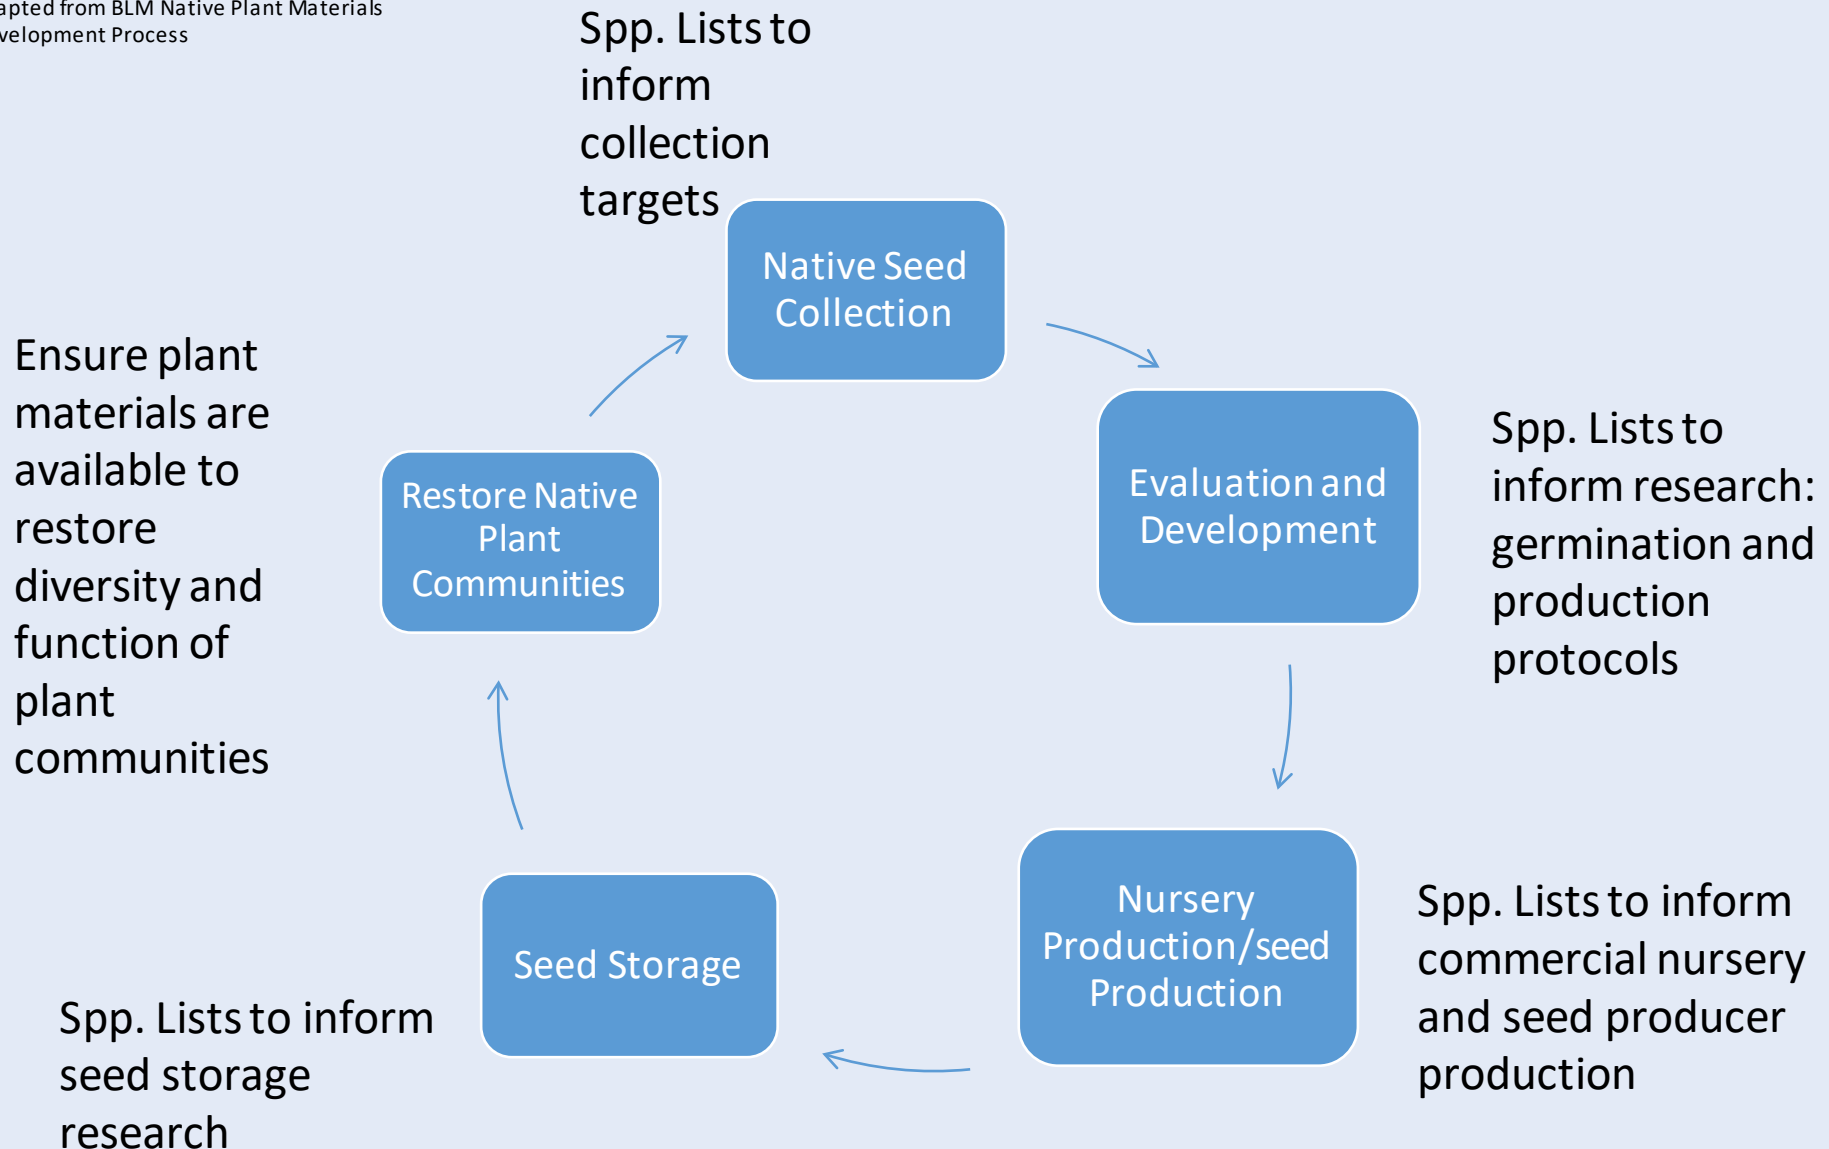 apted from BLM Native Plant Materials
velopment Process
Spp. Lists to
inform
collection
targets
Native Seed
Collection
Evaluation and
Development
Spp. Lists to
inform research:
germination and
production
protocols
Nursery
Production/seed
Production
Spp. Lists to inform
commercial nursery
and seed producer
production
Seed Storage
Spp. Lists to inform
seed storage
research
Restore Native
Plant
Communities
Ensure plant
materials are
available to
restore
diversity and
function of
plant
communities